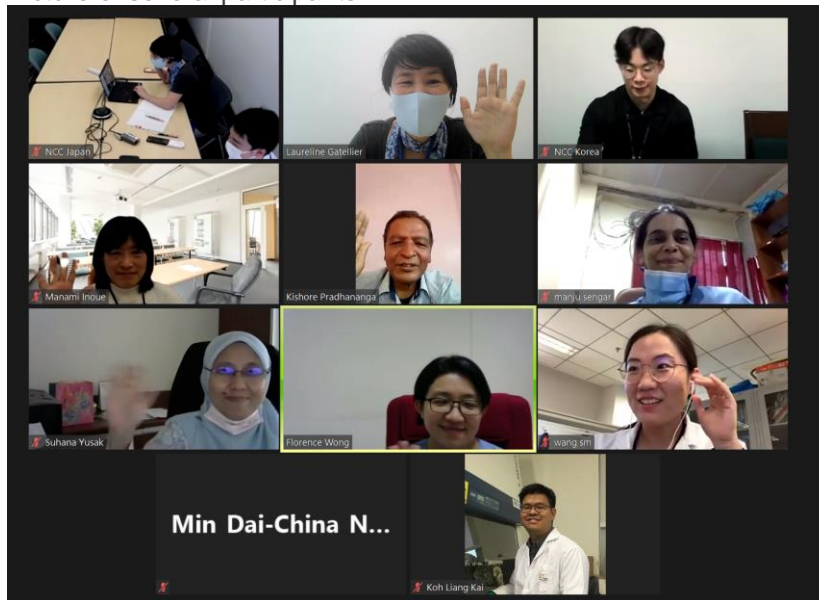 NCC Japan
Laureline Gatellier
NCC Korea
Manami Inoue
Kishore Pradhananga
manju sengar
Suhana Yusak
Florence Wong
wang sm
Min Dai-China N...
Koh Liang Kai